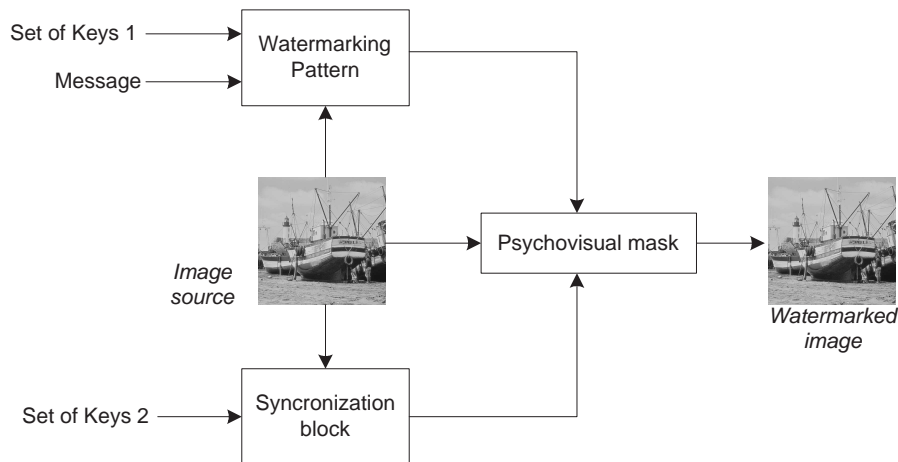 Set of Keys 1
Message
Watermarking
Pattern
Image
source
Psychovisual mask
Watermarked
image
Set of Keys 2
Syncronization
block